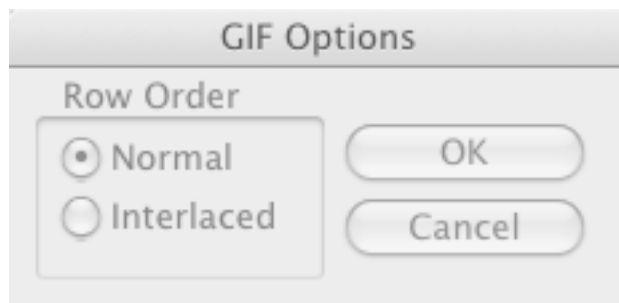 GIF Options
Row Order
Normal
Interlaced
OK
Cancel